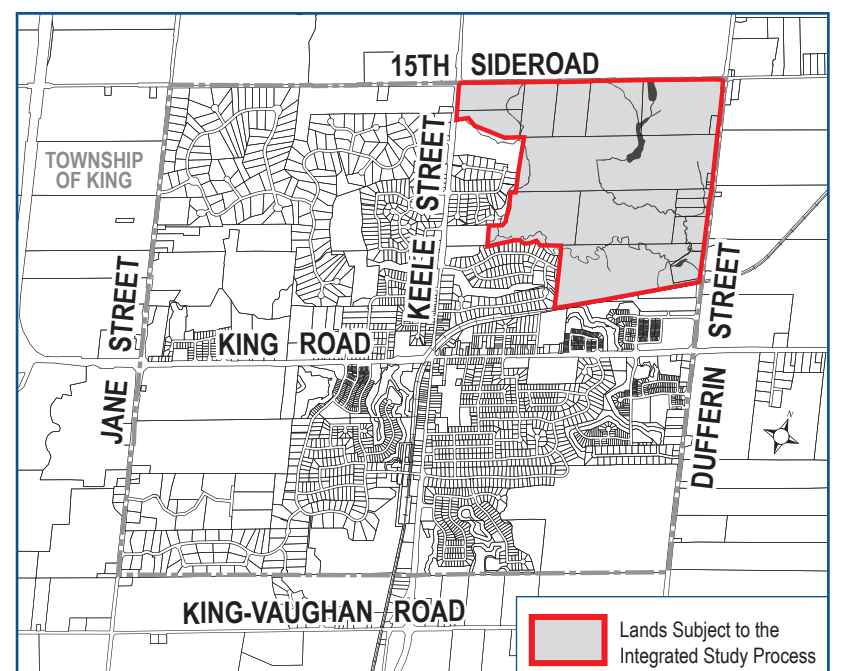 15TH SIDEROAD
TOWNSHIP
OF KING
KEELE STREET
JANE STREET
KING ROAD
DUFFERIN STREET
N
KING-VAUGHAN ROAD
Lands Subject to the
Integrated Study Process